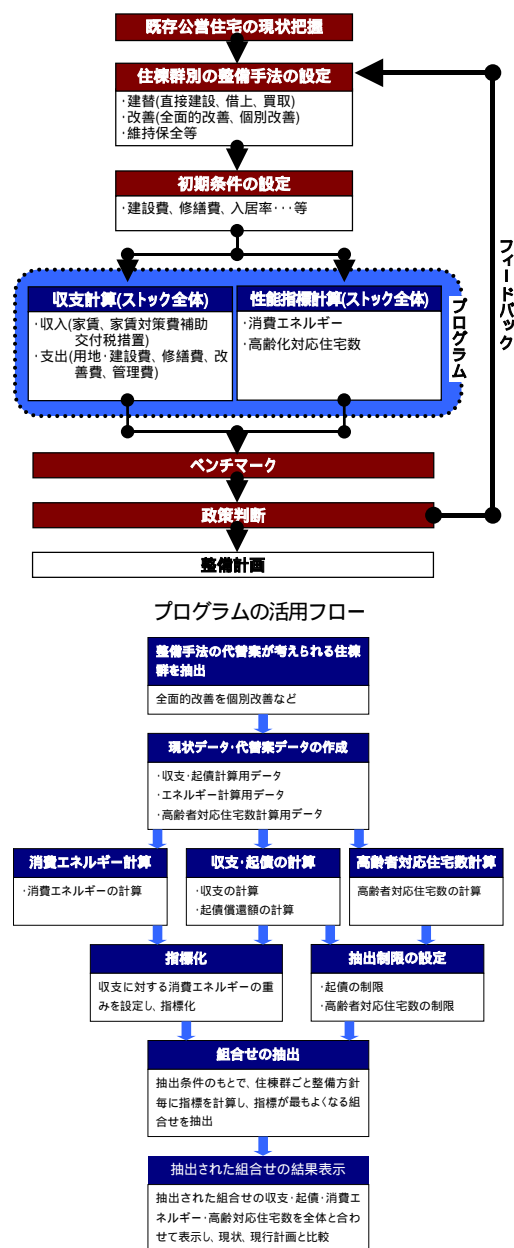 既存公営住宅の現状把握
住棟群別の整備手法の設定
･建替(直接建設、借上、買取)
･改善(全面的改善、個別改善)
･維持保全等
初期条件の設定
･建設費、修繕費、入居率･･･等
フィードバック
収支計算(ストック全体)
･収入(家賃、家賃対策費補助
交付税措置)
･支出(用地･建設費、修繕費、改
善費、管理費)
性能指標計算(ストック全体)
･消費エネルギー
･高齢化対応住宅数
プログラム
ベンチマーク
政策判断
整備計画
プログラムの活用フロー
整備手法の代替案が考えられる住棟
群を抽出
全面的改善を個別改善など
現状データ･代替案データの作成
･収支･起債計算用データ
･エネルギー計算用データ
･高齢者対応住宅数計算用データ
消費エネルギー計算
･消費エネルギーの計算
収支･起債の計算
･収支の計算
･起債償還額の計算
高齢者対応住宅数計算
高齢者対応住宅数の計算
指標化
収支に対する消費エネルギーの重
みを設定し、指標化
抽出制限の設定
･起債の制限
･高齢者対応住宅数の制限
組合せの抽出
抽出条件のもとで、住棟群ごと整備方針
毎に指標を計算し、指標が最もよくなる組
合せを抽出
抽出された組合せの結果表示
抽出された組合せの収支･起債･消費エ
ネルギー･高齢対応住宅数を全体と合わ
せて表示し、現状、現行計画と比較